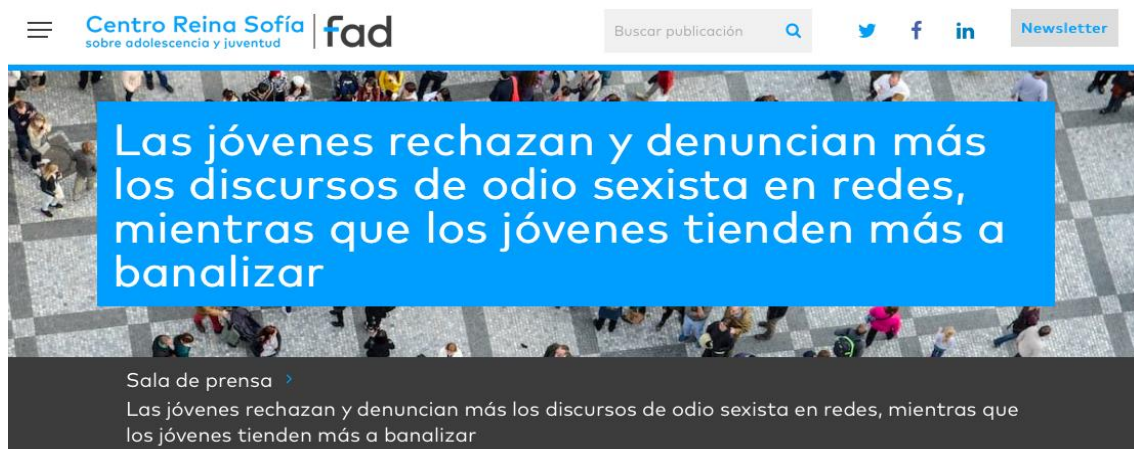 Centro Reina Sofía
sobre adolescencia y juventud
fad
Buscar publicación
Newsletter
Las jóvenes rechazan y denuncian más
los discursos de odio sexista en redes,
mientras que los jóvenes tienden más a
banalizar
Sala de prensa
Las jóvenes rechazan y denuncian más los discursos de odio sexista en redes, mientras que
los jóvenes tienden más a banalizar